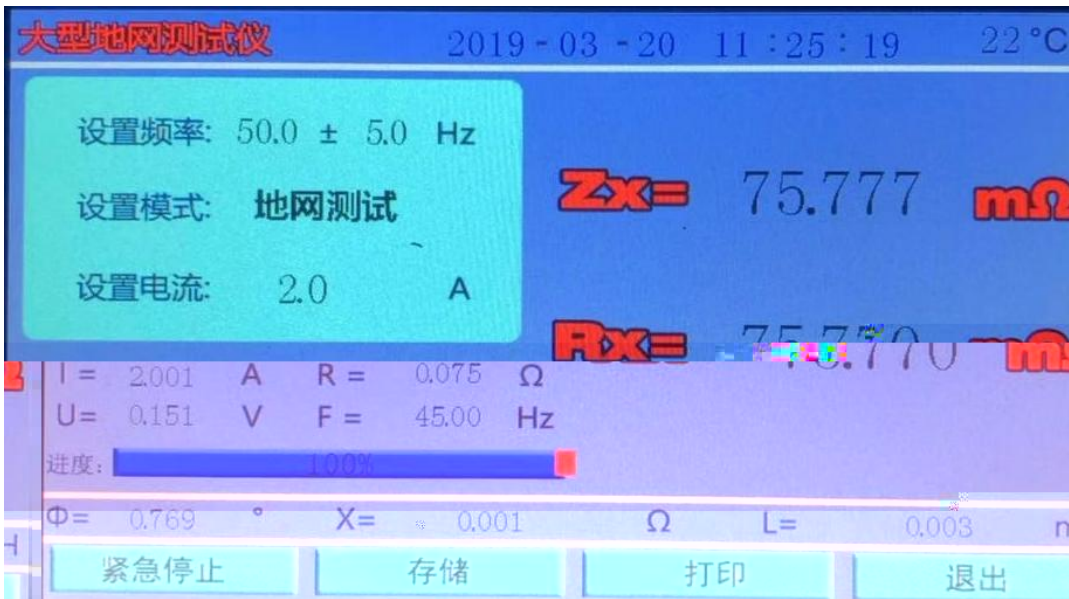 大型地网测试仪 2019-03-20 11:25:19 22°C
设置频率: 50.0 ± 5.0 Hz
设置模式: 地网测试
设置电流: 2.0 A
Zx= 75.777 mΩ
Rx= 75.770
I = 2.001 A R = 0.075 Ω
U= 0.151 V F = 45.00 Hz
进度: 100%
Φ= 0.769 ° X= 0.001 Ω L= 0.003
紧急停止 存储 打印 退出